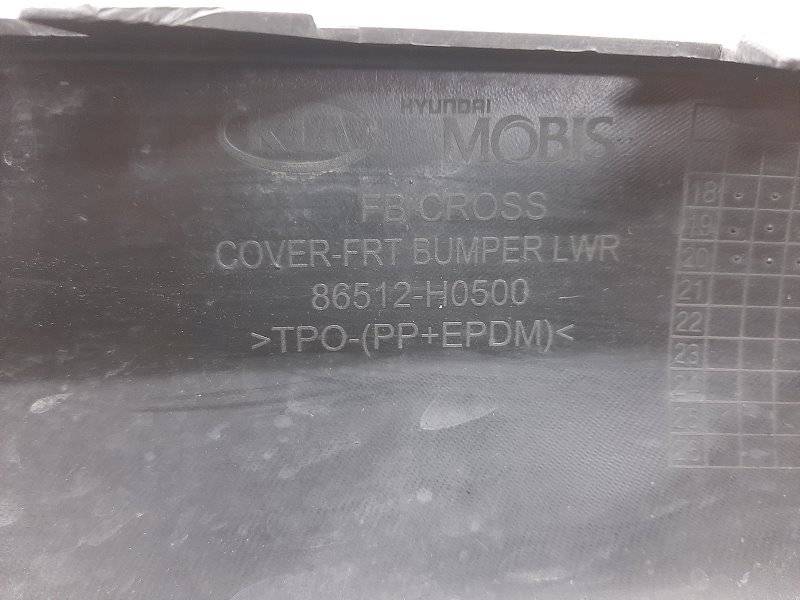 KIA
HYUNDAI
MOBIS
FB CROSS
COVER-FRT BUMPER LWR
86512-H0500
>TPO-(PP+EPDM)<
18
19
20
21
22
23